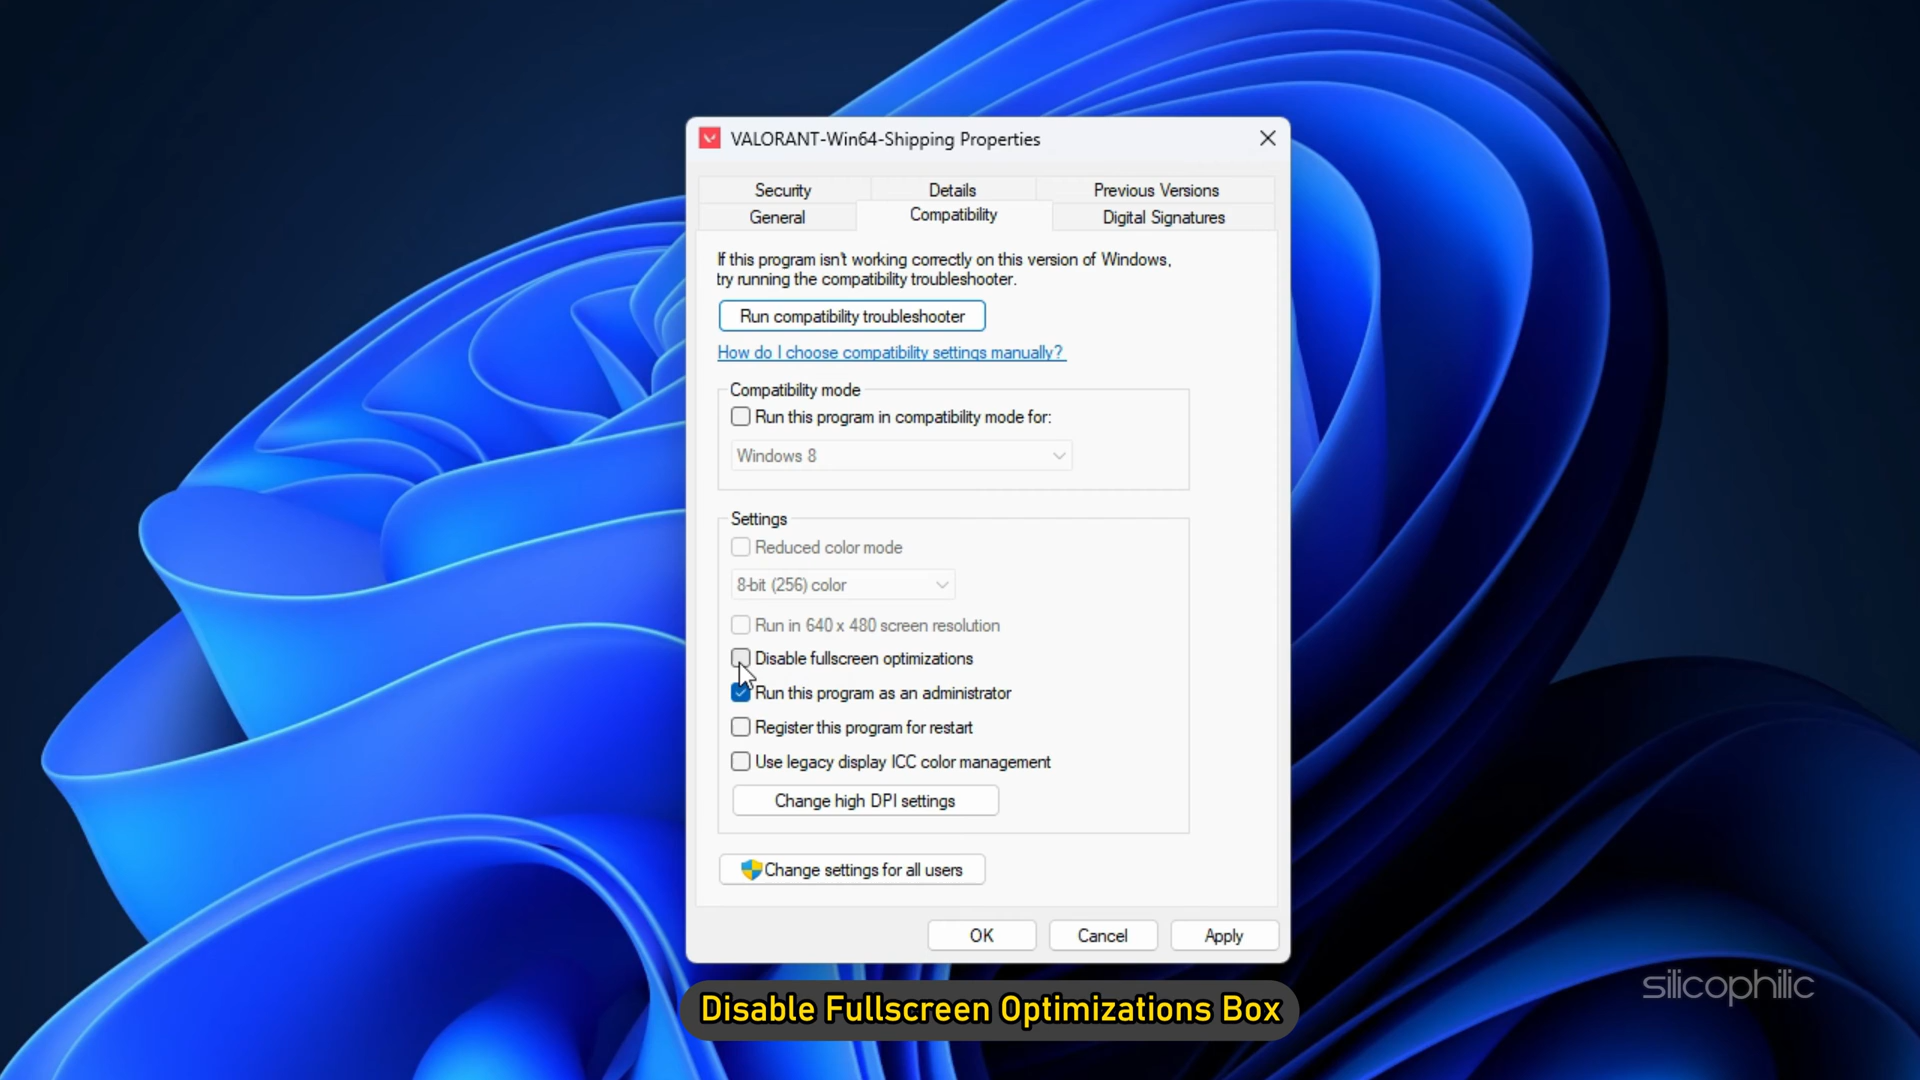 VALORANT-Win64-Shipping Properties
Security
Details
Previous Versions
General
Compatibility
Digital Signatures
If this program isn't working correctly on this version of Windows,
try running the compatibility troubleshooter.
Run compatibility troubleshooter
How do I choose compatibility settings manually?
Compatibility mode
Run this program in compatibility mode for:
Windows 8
Settings
Reduced color mode
8-bit (256) color
Run in 640 x 480 screen resolution
Disable fullscreen optimizations
Run this program as an administrator
Register this program for restart
Use legacy display ICC color management
Change high DPI settings
Change settings for all users
OK
Cancel
Apply
silicophilic
Disable Fullscreen Optimizations Box